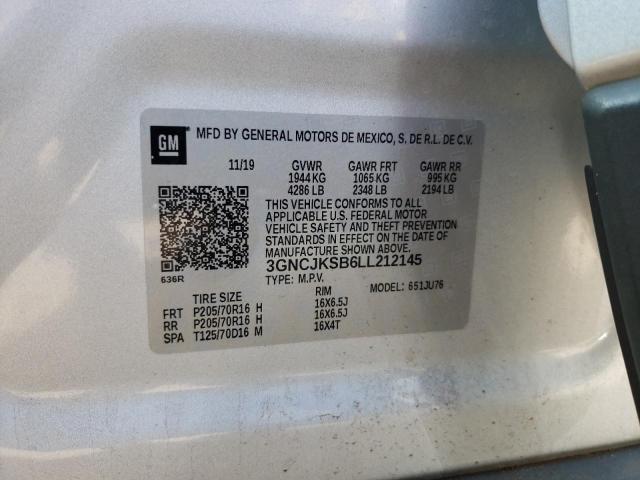 GM
MFD BY GENERAL MOTORS DE MEXICO, S. DE R.L. DE C.V.
11/19 GVWR GAWR FRT GAWR RR
1944 KG 1065 KG 995 KG
4286 LB 2348 LB 2194 LB
THIS VEHICLE CONFORMS TO ALL
APPLICABLE U.S. FEDERAL MOTOR
VEHICLE SAFETY AND THEFT PREVENTION
STANDARDS IN EFFECT ON THE DATE OF
MANUFACTURE SHOWN ABOVE.
3GNCJKSB6LL212145
636R
TYPE: M.P.V. MODEL: 651JU76
TIRE SIZE RIM
FRT P205/70R16 H 16X6.5J
RR P205/70R16 H 16X6.5J
SPA T125/70D16 M 16X4T